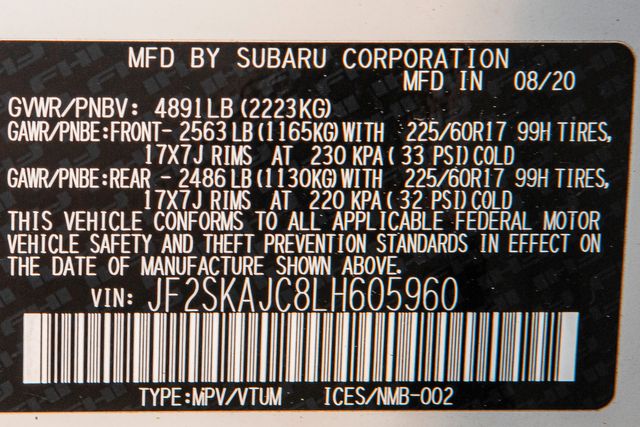 MFD BY SUBARU CORPORATION
MFD IN 08/20
GVWR/PNBV: 4891LB (2223KG)
GAWR/PNBE:FRONT- 2563 LB (1165KG) WITH 225/60R17 99H TIRES,
17X7J RIMS AT 230 KPA (33 PSI) COLD
GAWR/PNBE:REAR - 2486 LB (1130KG) WITH 225/60R17 99H TIRES,
17X7J RIMS AT 220 KPA (32 PSI) COLD
THIS VEHICLE CONFORMS TO ALL APPLICABLE FEDERAL MOTOR
VEHICLE SAFETY AND THEFT PREVENTION STANDARDS IN EFFECT ON
THE DATE OF MANUFACTURE SHOWN ABOVE.
VIN: JF2SKAJC8LH605960
TYPE:MPV/VTUM ICES/NMB-002